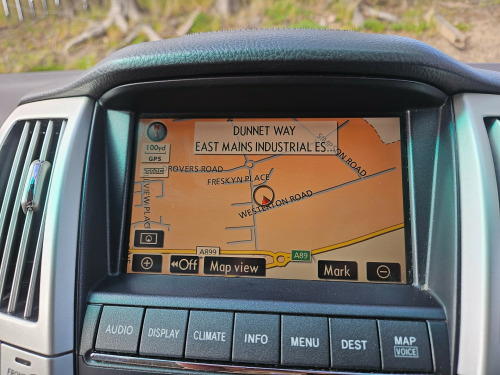 DUNNET WAY
EAST MAINS INDUSTRIAL ES...
100yd
GPS
ROVERS ROAD
FRESKYN PLACE
WESTERTON ROAD
A899
A89
Off
Map view
Mark
AUDIO
DISPLAY
CLIMATE
INFO
MENU
DEST
MAP
VOICE